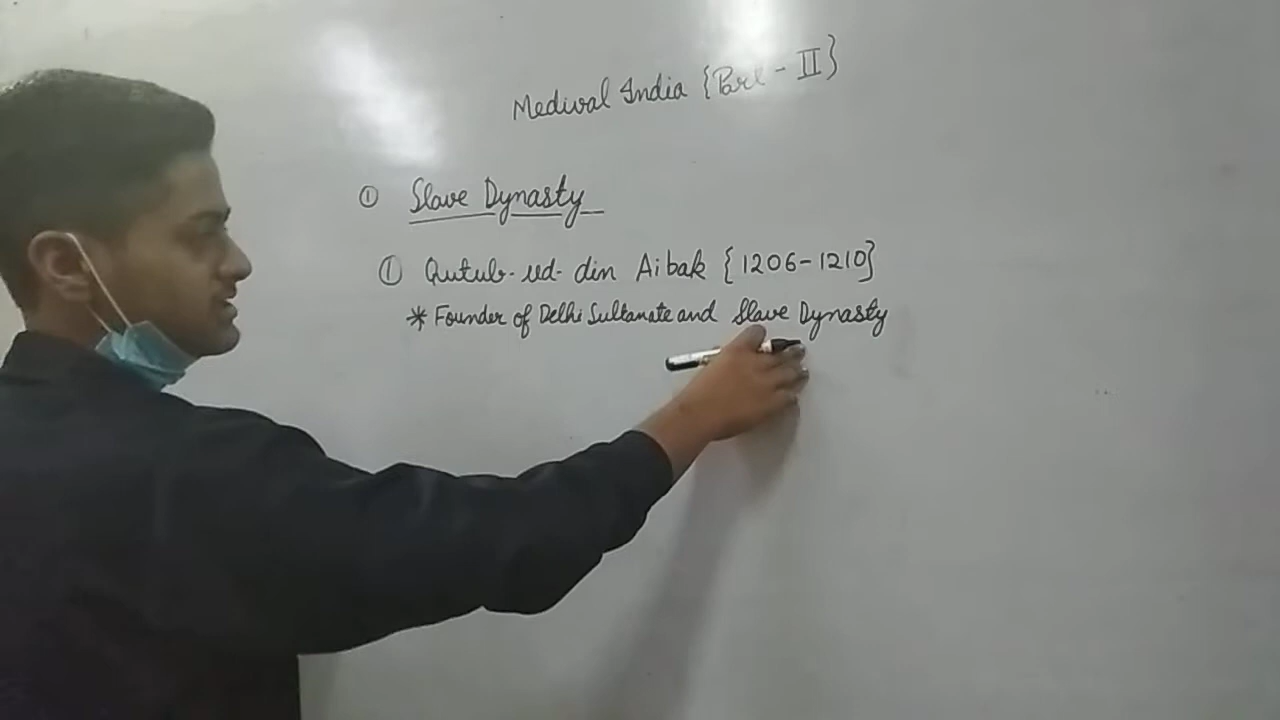 Medival India {Part - II}
① Slave Dynasty
① Qutub-ud-din Aibak {1206-1210}
* Founder of Delhi Sultanate and Slave Dynasty